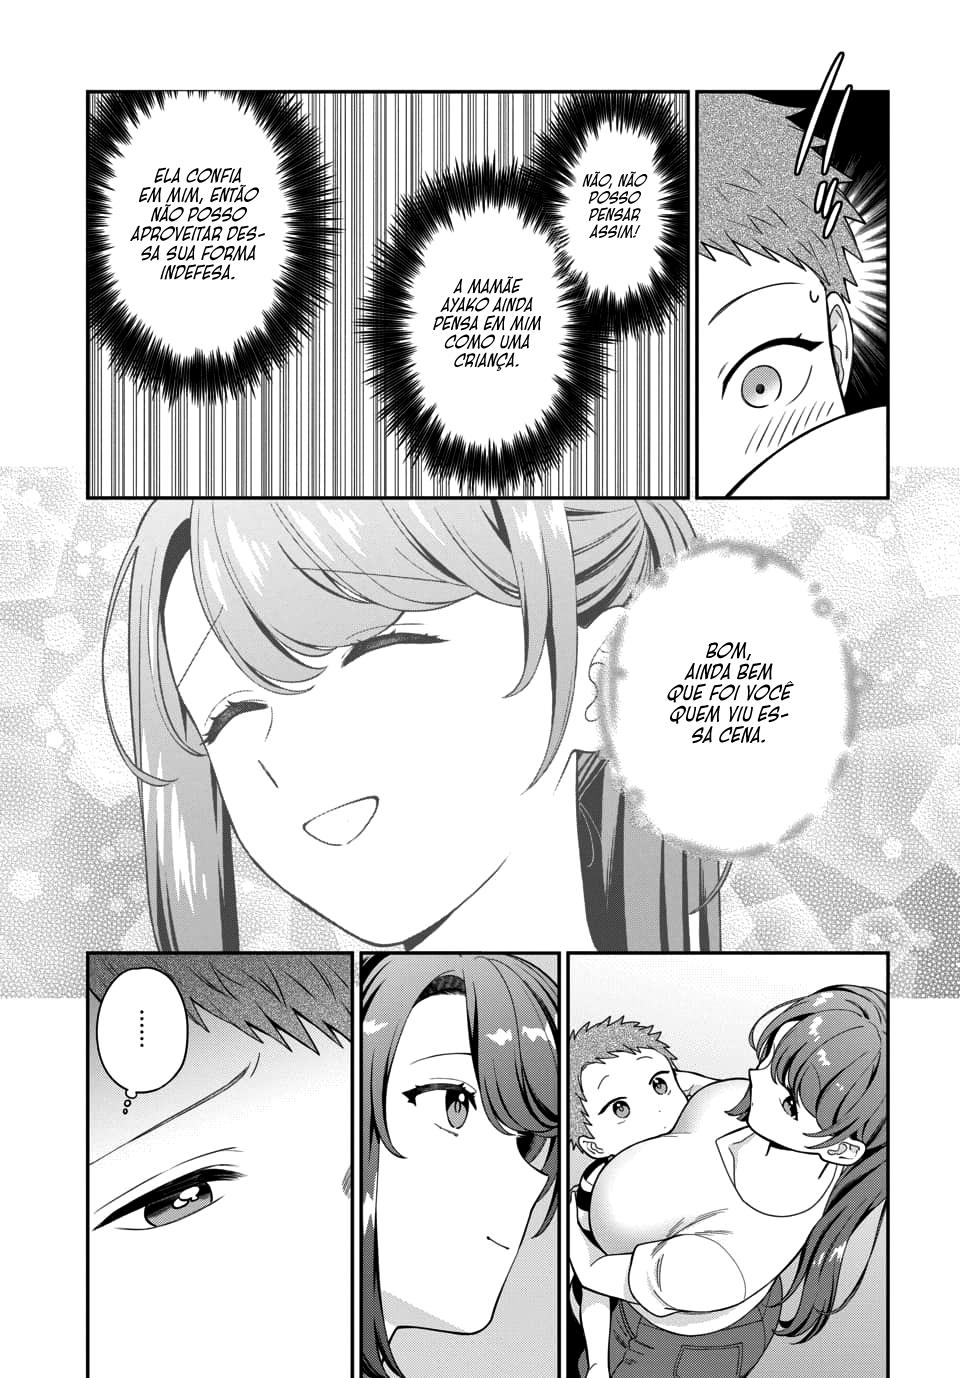 NÃO, NÃO
POSSO
PENSAR
ASSIM!
A MAMÃE
AYAKO AINDA
PENSA EM MIM
COMO UMA
CRIANÇA.
ELA CONFIA
EM MIM, ENTÃO
NÃO POSSO
APROVEITAR DES-
SA SUA FORMA
INDEFESA.
BOM,
AINDA BEM
QUE FOI VOCÊ
QUEM VIU ES-
SA CENA.
......